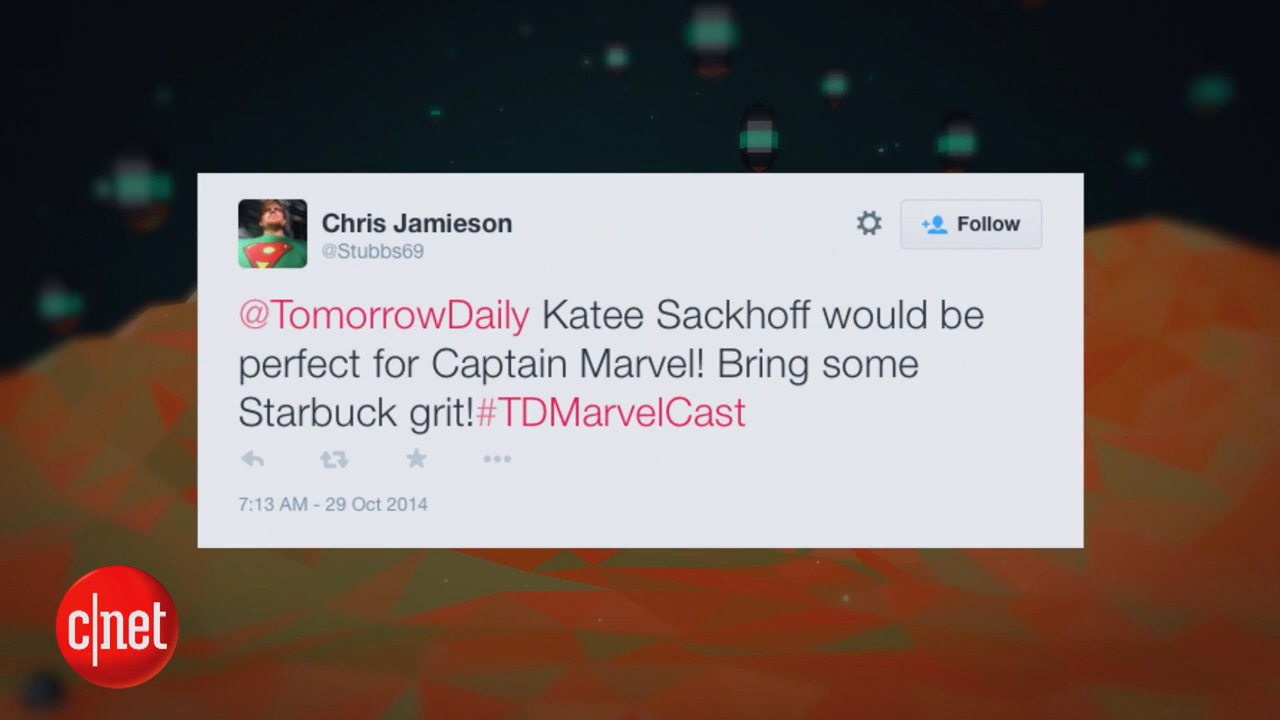 Chris Jamieson
@Stubbs69
Follow
@TomorrowDaily Katee Sackhoff would be
perfect for Captain Marvel! Bring some
Starbuck grit!#TDMarvelCast
7:13 AM - 29 Oct 2014
c|net